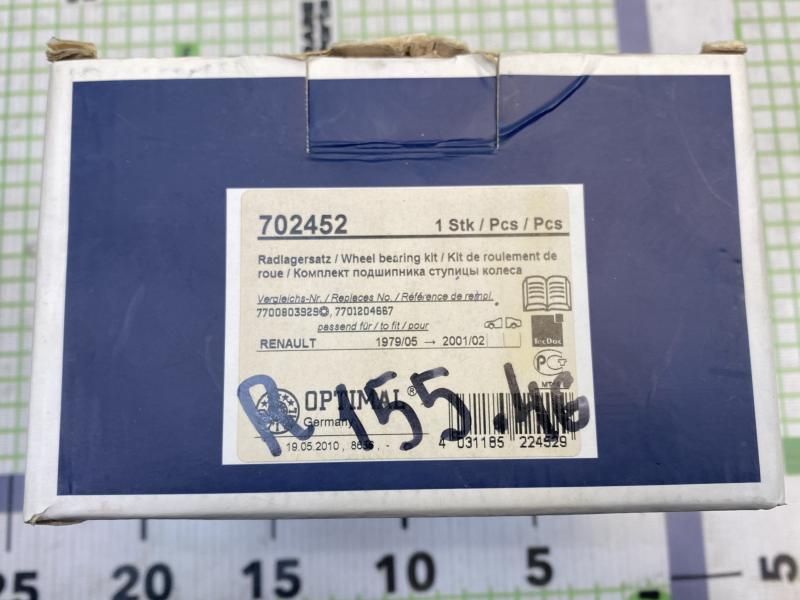 702452 1 Stk / Pcs / Pcs
Radlagersatz / Wheel bearing kit / Kit de roulement de
roue / Комплект подшипника ступицы колеса
Vergleichs-Nr. / Replaces No. / Référence de rempl.
7700803929, 7701204667
passend für / to fit / pour
RENAULT 1979/05 → 2001/02
TecDoc
OPTIMAL®
Germany
R 155.
19.05.2010
4 031185 224529
25 20 15 10 5 5